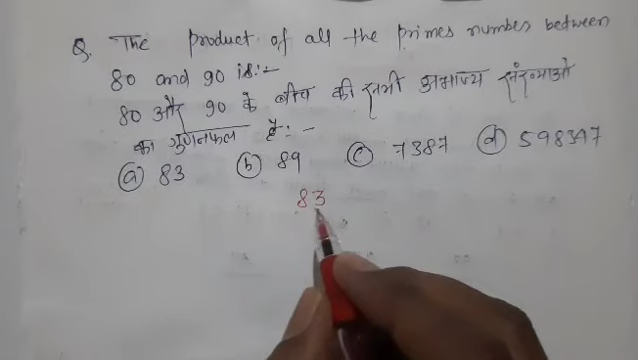 Q. The product of all the primes number between
80 and 90 is:-
80 और 90 के बीच की सभी अभाज्य संख्याओ
का गुणनफल है:-
(a) 83 (b) 89 (c) 7387 (d) 598347
83